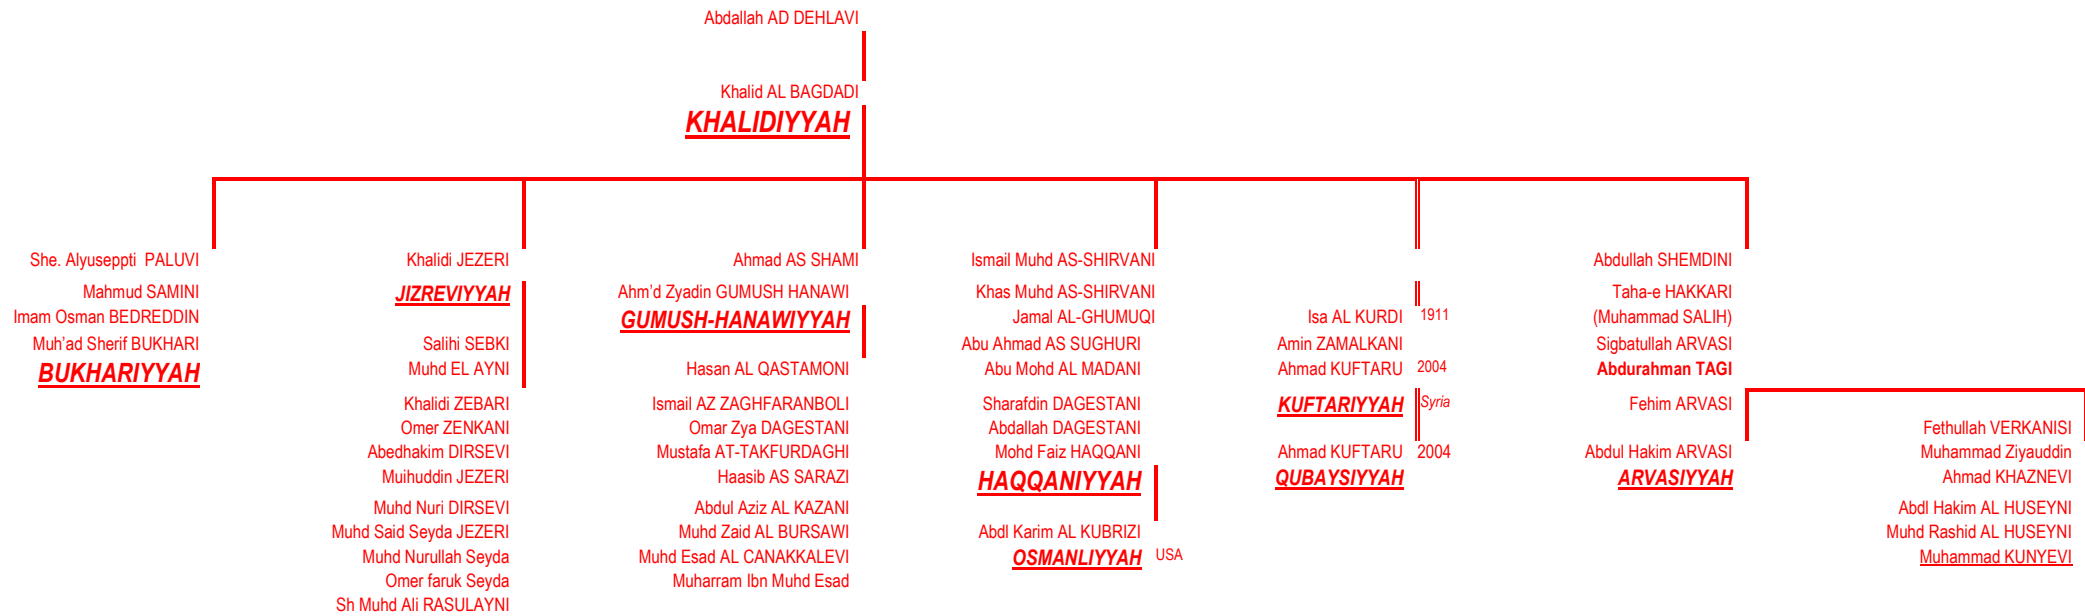 Abdallah AD DEHLAVI
Khalid AL BAGDADI
KHALIDIYYAH
She. Alyuseppti PALUVI
Mahmud SAMINI
Imam Osman BEDREDDIN
Muh'ad Sherif BUKHARI
BUKHARIYYAH
Khalidi JEZERI
JIZREVIYYAH
Salihi SEBKI
Muhd EL AYNI
Khalidi ZEBARI
Omer ZENKANI
Abedhakim DIRSEVI
Muihuddin JEZERI
Muhd Nuri DIRSEVI
Muhd Said Seyda JEZERI
Muhd Nurullah Seyda
Omer faruk Seyda
Sh Muhd Ali RASULAYNI
Ahmad AS SHAMI
Ahm'd Zyadin GUMUSH HANAWI
GUMUSH-HANAWIYYAH
Hasan AL QASTAMONI
Ismail AZ ZAGHFARANBOLI
Omar Zya DAGESTANI
Mustafa AT-TAKFURDAGHI
Haasib AS SARAZI
Abdul Aziz AL KAZANI
Muhd Zaid AL BURSAWI
Muhd Esad AL CANAKKALEVI
Muharram Ibn Muhd Esad
Ismail Muhd AS-SHIRVANI
Khas Muhd AS-SHIRVANI
Jamal AL-GHUMUQI
Abu Ahmad AS SUGHURI
Abu Mohd AL MADANI
Sharafdin DAGESTANI
Abdallah DAGESTANI
Mohd Faiz HAQQANI
HAQQANIYYAH
Abdl Karim AL KUBRIZI
OSMANLIYYAH USA
Isa AL KURDI 1911
Amin ZAMALKANI
Ahmad KUFTARU 2004
KUFTARIYYAH Syria
Ahmad KUFTARU 2004
QUBAYSIYYAH
Abdullah SHEMDINI
Taha-e HAKKARI
(Muhammad SALIH)
Sigbatullah ARVASI
Abdurahman TAGI
Fehim ARVASI
Abdul Hakim ARVASI
ARVASIYYAH
Fethullah VERKANISI
Muhammad Ziyauddin
Ahmad KHAZNEVI
Abdl Hakim AL HUSEYNI
Muhd Rashid AL HUSEYNI
Muhammad KUNYEVI